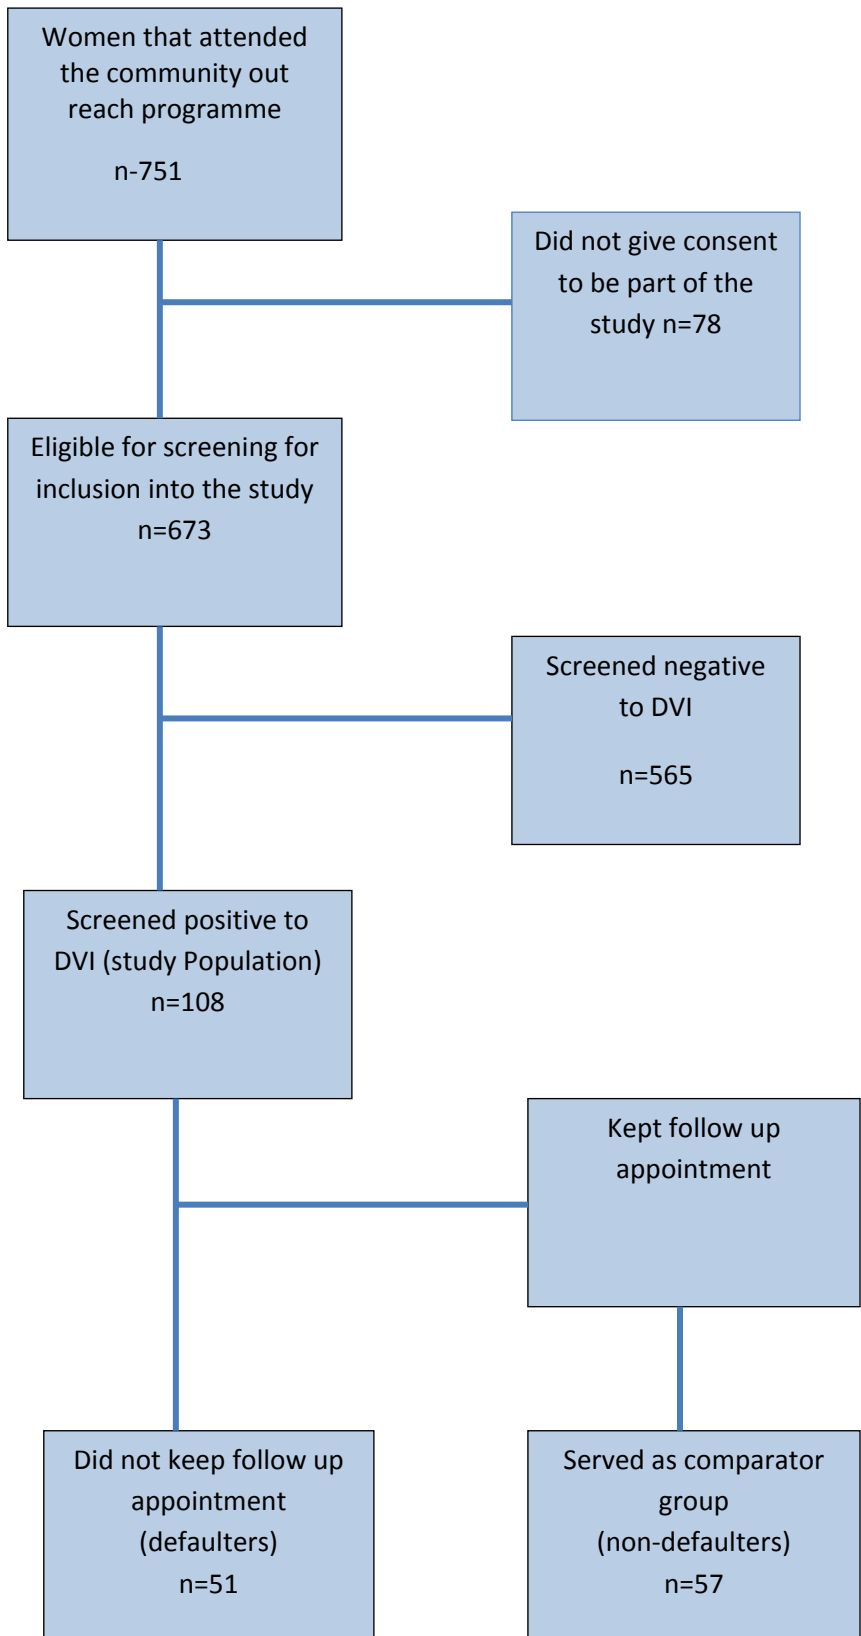 Women that attended
the community out
reach programme
n-751
Did not give consent
to be part of the
study n=78
Eligible for screening for
inclusion into the study
n=673
Screened negative
to DVI
n=565
Screened positive to
DVI (study Population)
n=108
Kept follow up
appointment
Did not keep follow up
appointment
(defaulters)
n=51
Served as comparator
group
(non-defaulters)
n=57